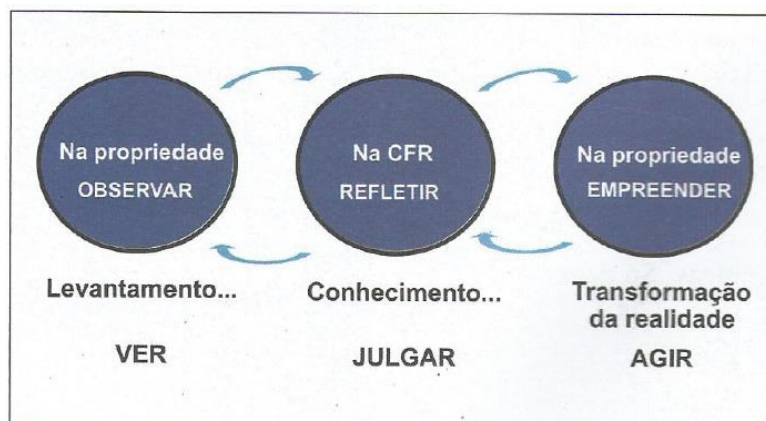 Na propriedade
OBSERVAR
Na CFR
REFLETIR
Na propriedade
EMPREENDER
Levantamento...
Conhecimento...
Transformação
da realidade
VER
JULGAR
AGIR